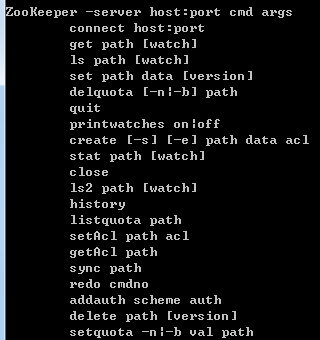 ZooKeeper -server host:port cmd args
connect host:port
get path [watch]
ls path [watch]
set path data [version]
delquota [-n|-b] path
quit
printwatches on|off
create [-s] [-e] path data acl
stat path [watch]
close
ls2 path [watch]
history
listquota path
setAcl path acl
getAcl path
sync path
redo cmdno
addauth scheme auth
delete path [version]
setquota -n|-b val path